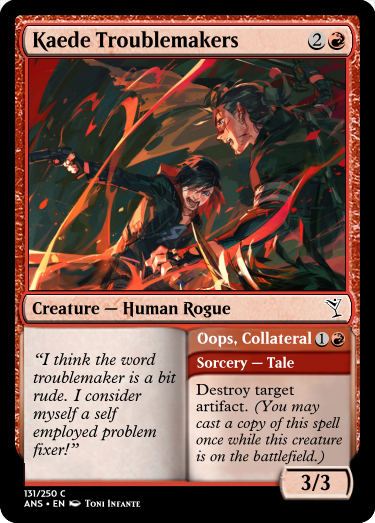 Kaede Troublemakers 2
Creature — Human Rogue
“I think the word
troublemaker is a bit
rude. I consider
myself a self
employed problem
fixer!”
Oops, Collateral 1
Sorcery — Tale
Destroy target
artifact. (You may
cast a copy of this spell
once while this creature
is on the battlefield.)
3/3
131/250 C
ANS • EN Toni Infante